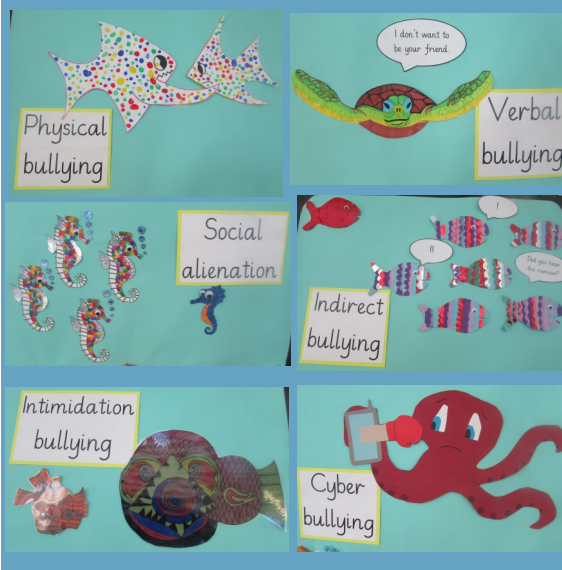 Physical
bullying
I don't want to
be your friend.
Verbal
bullying
Social
alienation
Indirect
bullying
!
!!
Did you hear
the rumour?
Intimidation
bullying
Cyber
bullying